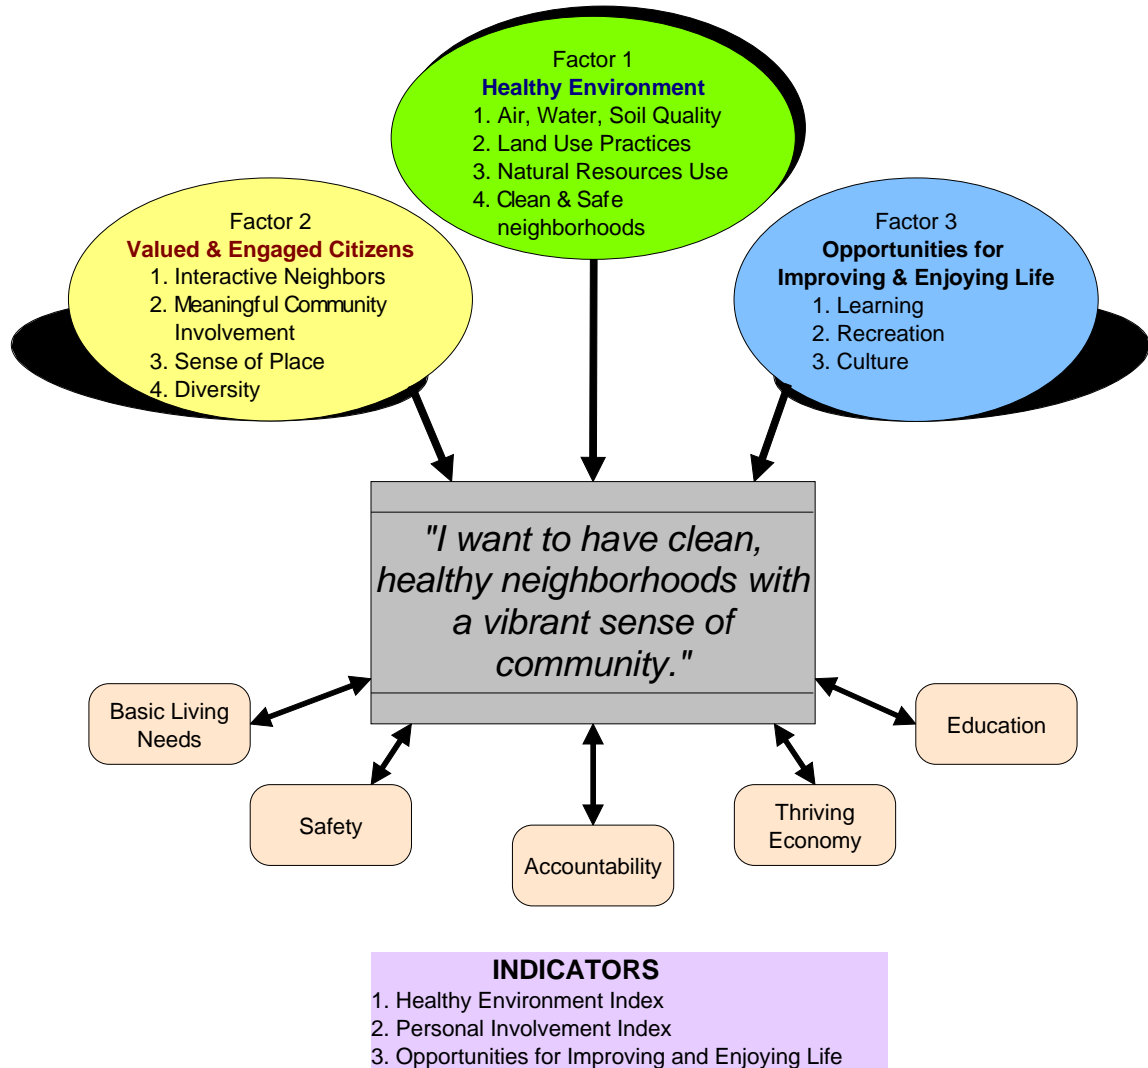 Factor 1
Healthy Environment
1. Air, Water, Soil Quality
2. Land Use Practices
3. Natural Resources Use
4. Clean & Safe
neighborhoods
Factor 2
Valued & Engaged Citizens
1. Interactive Neighbors
2. Meaningful Community
Involvement
3. Sense of Place
4. Diversity
Factor 3
Opportunities for
Improving & Enjoying Life
1. Learning
2. Recreation
3. Culture
"I want to have clean,
healthy neighborhoods with
a vibrant sense of
community."
Basic Living
Needs
Safety
Accountability
Thriving
Economy
Education
INDICATORS
1. Healthy Environment Index
2. Personal Involvement Index
3. Opportunities for Improving and Enjoying Life